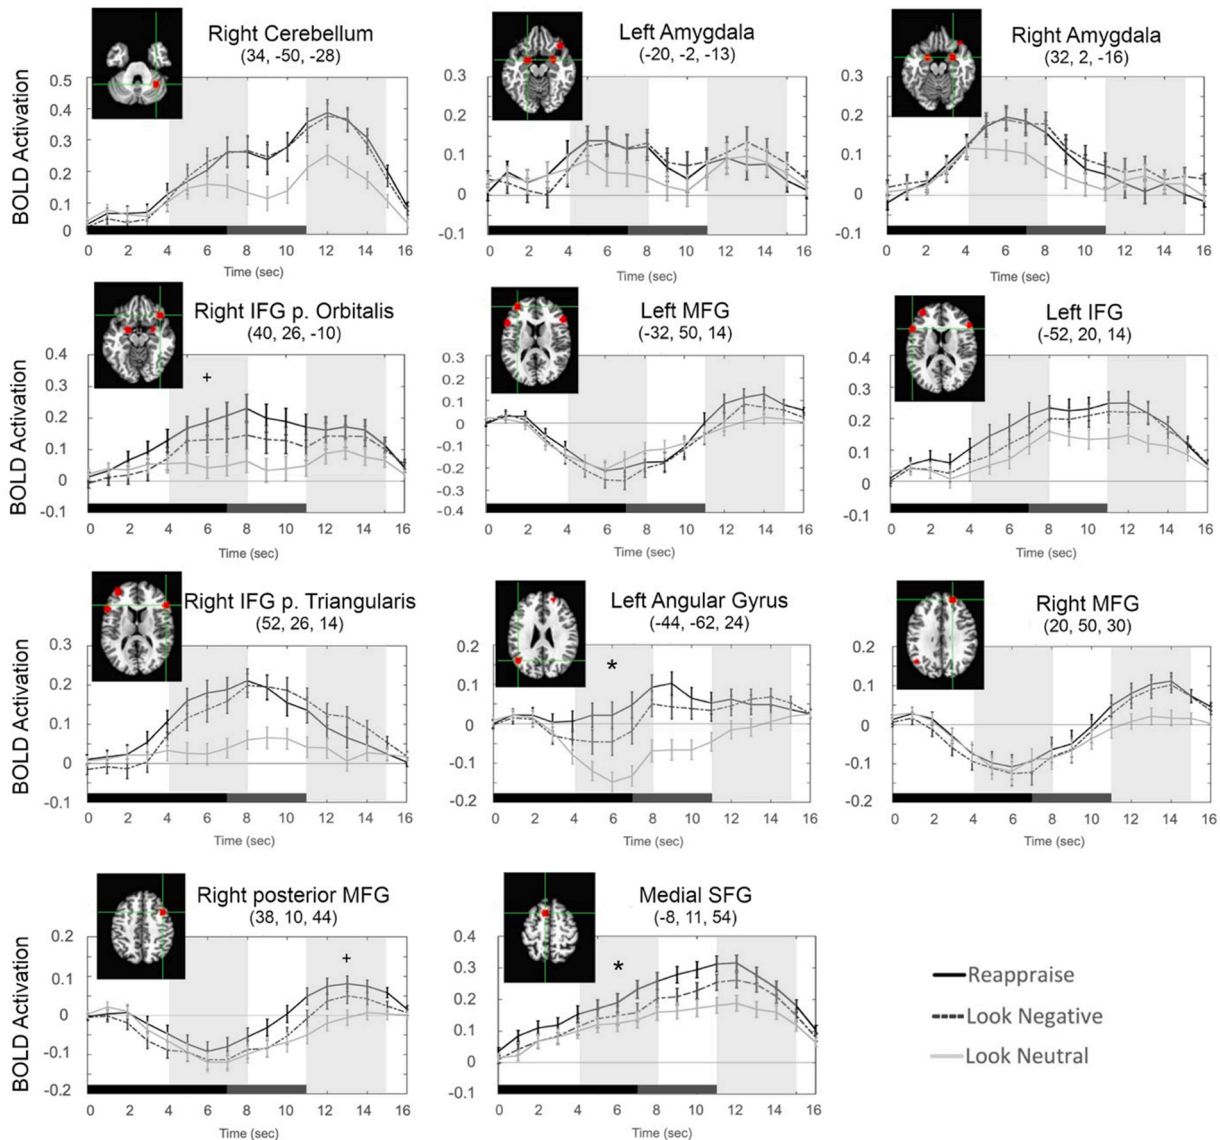 Right Cerebellum
(34, -50, -28)
BOLD Activation
0.5
0.4
0.3
0.2
0.1
0
0 2 4 6 8 10 12 14 16
Time (sec)
Left Amygdala
(-20, -2, -13)
0.3
0.2
0.1
0
-0.1
0 2 4 6 8 10 12 14 16
Time (sec)
Right Amygdala
(32, 2, -16)
0.3
0.2
0.1
0
-0.1
0 2 4 6 8 10 12 14 16
Time (sec)
Right IFG p. Orbitalis
(40, 26, -10)
BOLD Activation
0.4
0.3
0.2
0.1
0
-0.1
+
0 2 4 6 8 10 12 14 16
Time (sec)
Left MFG
(-32, 50, 14)
0.3
0.2
0.1
0
-0.1
-0.2
-0.3
-0.4
0 2 4 6 8 10 12 14 16
Time (sec)
Left IFG
(-52, 20, 14)
0.4
0.3
0.2
0.1
0
-0.1
0 2 4 6 8 10 12 14 16
Time (sec)
Right IFG p. Triangularis
(52, 26, 14)
BOLD Activation
0.3
0.2
0.1
0
-0.1
0 2 4 6 8 10 12 14 16
Time (sec)
Left Angular Gyrus
(-44, -62, 24)
0.2
0.1
0
-0.1
-0.2
*
0 2 4 6 8 10 12 14 16
Time (sec)
Right MFG
(20, 50, 30)
0.2
0.1
0
-0.1
-0.2
0 2 4 6 8 10 12 14 16
Time (sec)
Right posterior MFG
(38, 10, 44)
BOLD Activation
0.2
0.1
0
-0.1
-0.2
+
0 2 4 6 8 10 12 14 16
Time (sec)
Medial SFG
(-8, 11, 54)
0.4
0.3
0.2
0.1
0
-0.1
*
0 2 4 6 8 10 12 14 16
Time (sec)
Reappraise
Look Negative
Look Neutral